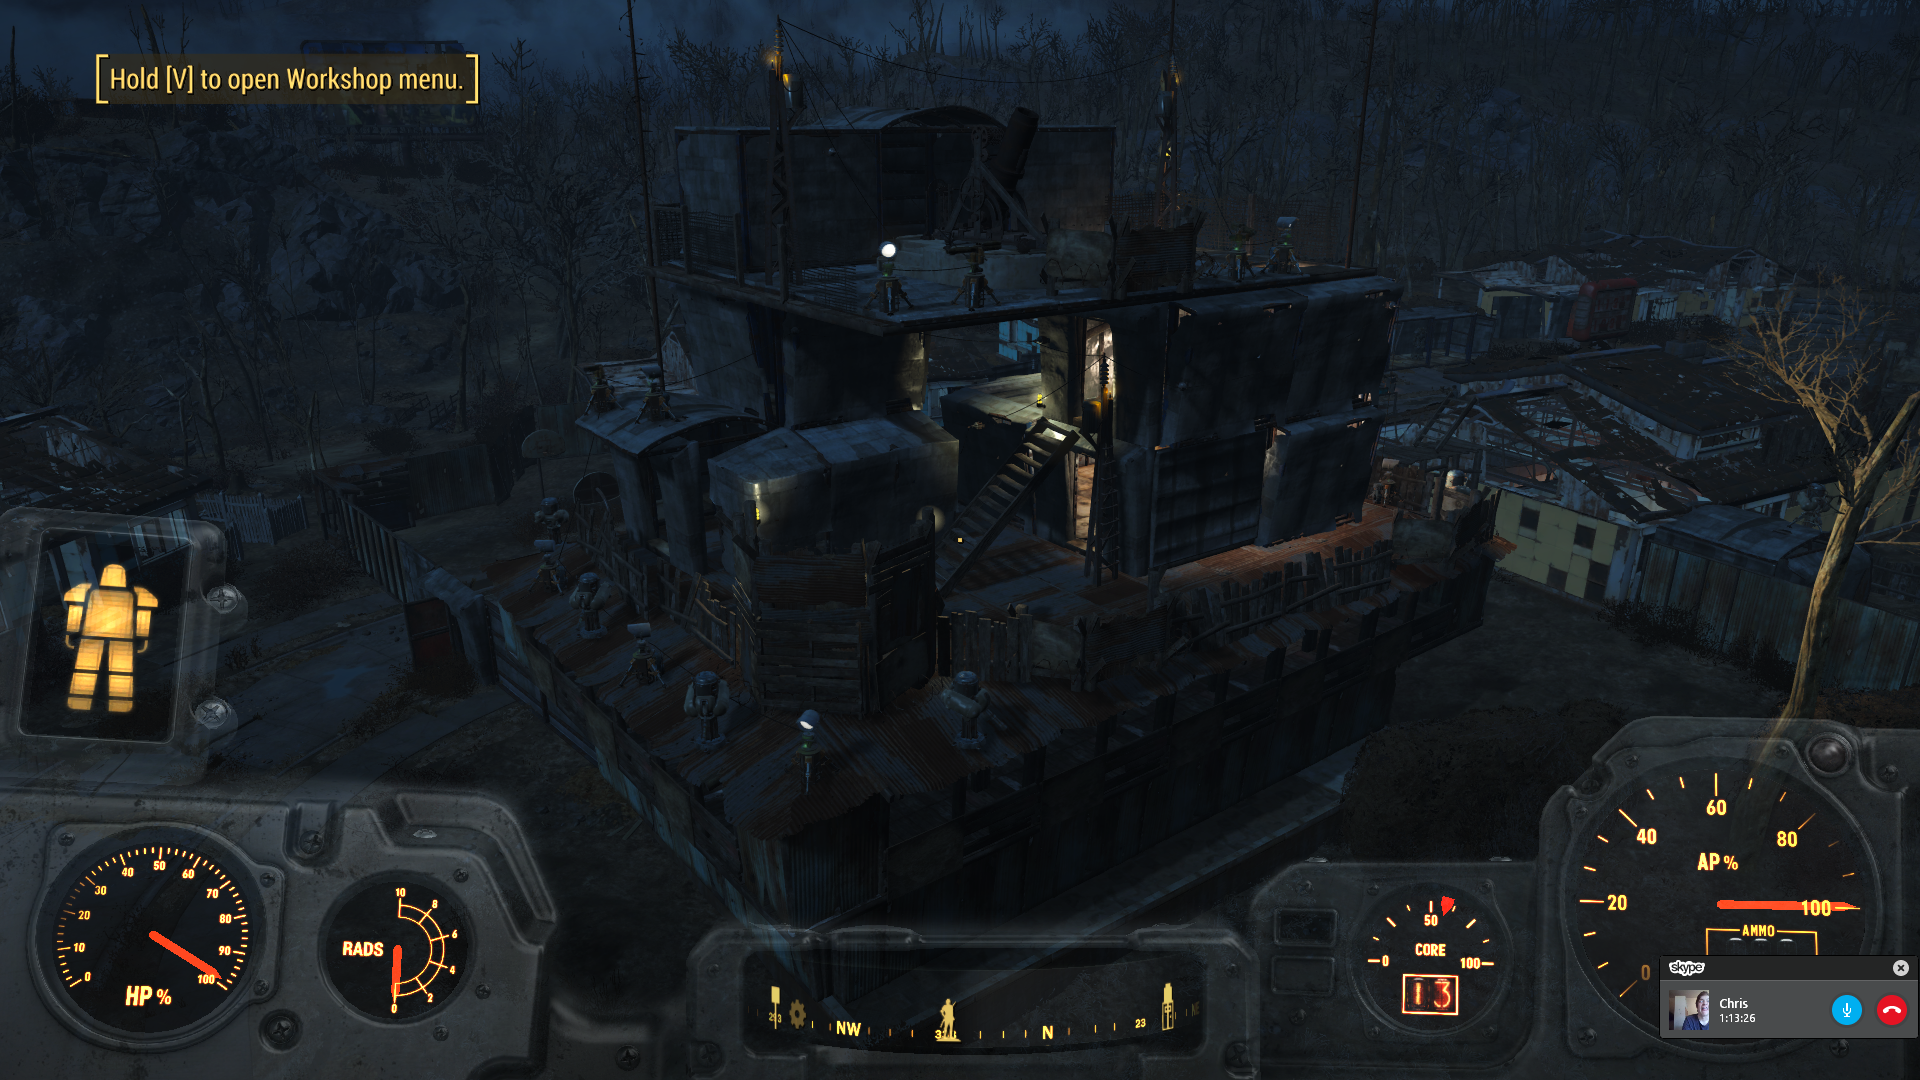 Hold [V] to open Workshop menu.
0 10 20 30 40 50 60 70 80 90 100
HP %
10 8 6 4 2 0
RADS
NW N 23 NE
0 50 100
CORE
13
0 20 40 60 80 100
AP %
AMMO
skype
Chris
1:13:26